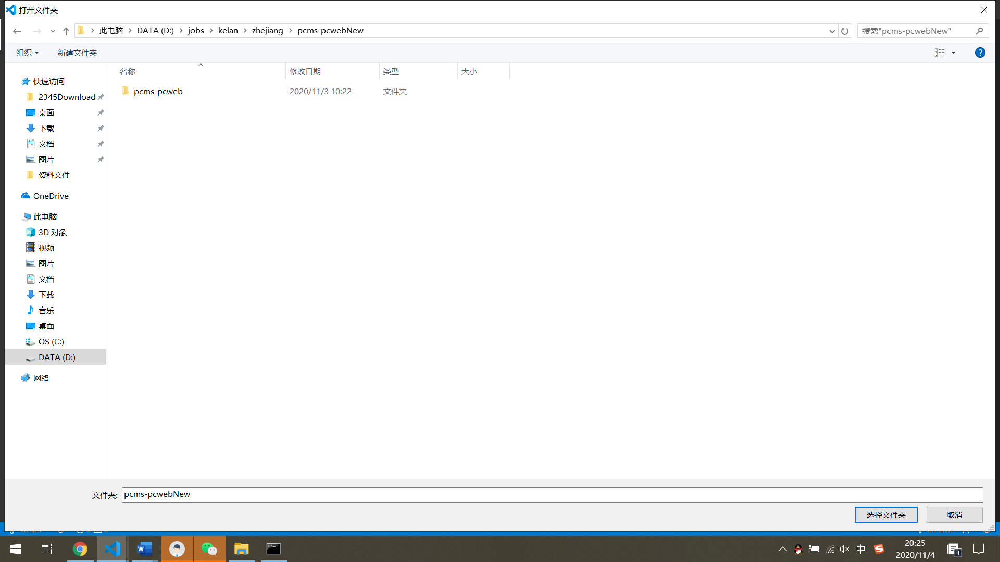 打开文件夹
此电脑 > DATA (D:) > jobs > kelan > zhejiang > pcms-pcwebNew
搜索"pcms-pcwebNew"
组织 新建文件夹
?
名称 修改日期 类型 大小
pcms-pcweb 2020/11/3 10:22 文件夹
快速访问
2345Download
桌面
下载
文档
图片
资料文件
OneDrive
此电脑
3D 对象
视频
图片
文档
下载
音乐
桌面
OS (C:)
DATA (D:)
网络
文件夹: pcms-pcwebNew
选择文件夹 取消
中
20:25
2020/11/4
4